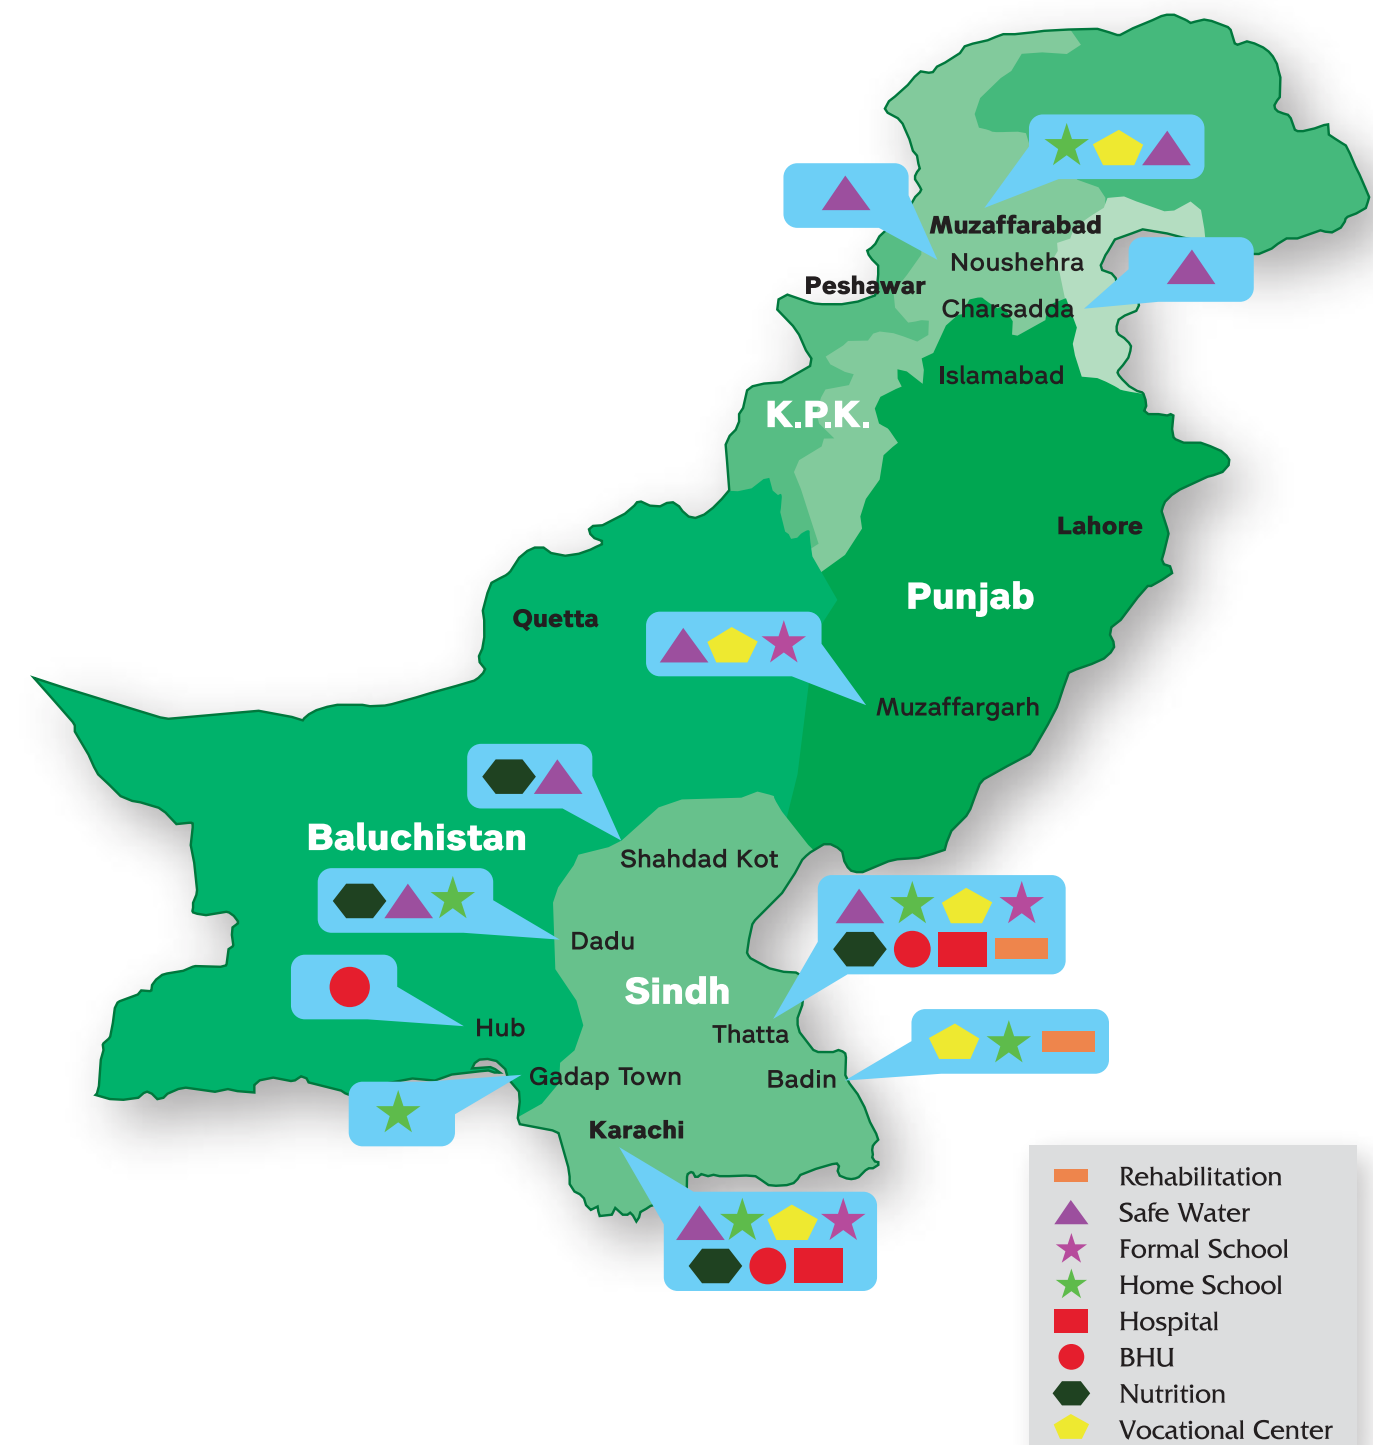 Muzaffarabad
Noushehra
Peshawar
Charsadda
Islamabad
K.P.K.
Lahore
Punjab
Quetta
Muzaffargarh
Baluchistan
Shahdad Kot
Dadu
Sindh
Hub
Thatta
Gadap Town
Badin
Karachi
Rehabilitation
Safe Water
Formal School
Home School
Hospital
BHU
Nutrition
Vocational Center